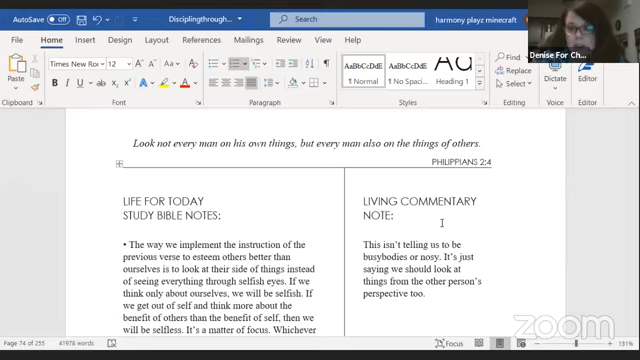 AutoSave Off Disciplingthrough... Search harmony playz minecraft
Denise For Ch...
File Home Insert Draw Design Layout References Mailings Review View Help
Paste
Times New Ror 12
B I U ab x₂ x² A Aa
AaBbCcDdE AaBbCcDdE
¶ Normal ¶ No Spaci... Heading 1
Find
Replace
Select
Dictate
Editor
Clipboard Font Paragraph Styles
Look not every man on his own things, but every man also on the things of others.
PHILIPPIANS 2:4
LIFE FOR TODAY
STUDY BIBLE NOTES:
• The way we implement the instruction of the
previous verse to esteem others better than
ourselves is to look at their side of things instead
of seeing everything through selfish eyes. If we
think only about ourselves, we will be selfish. If
we get out of self and think more about the
benefit of others than the benefit of self, then we
will be selfless. It's a matter of focus. Whichever
LIVING COMMENTARY
NOTE:
This isn't telling us to be
busybodies or nosy. It's just
saying we should look at
things from the other person's
perspective too.
Page 74 of 255 41978 words Focus 131%
zoom